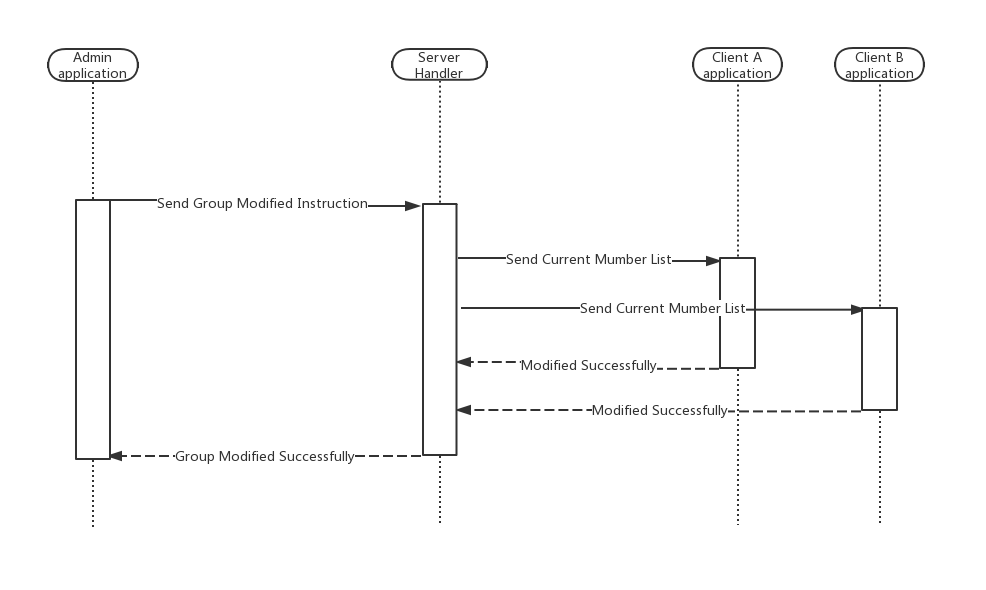 Admin
application
Server
Handler
Client A
application
Client B
application
Send Group Modified Instruction
Send Current Mumber List
Send Current Mumber List
Modified Successfully
Modified Successfully
Group Modified Successfully